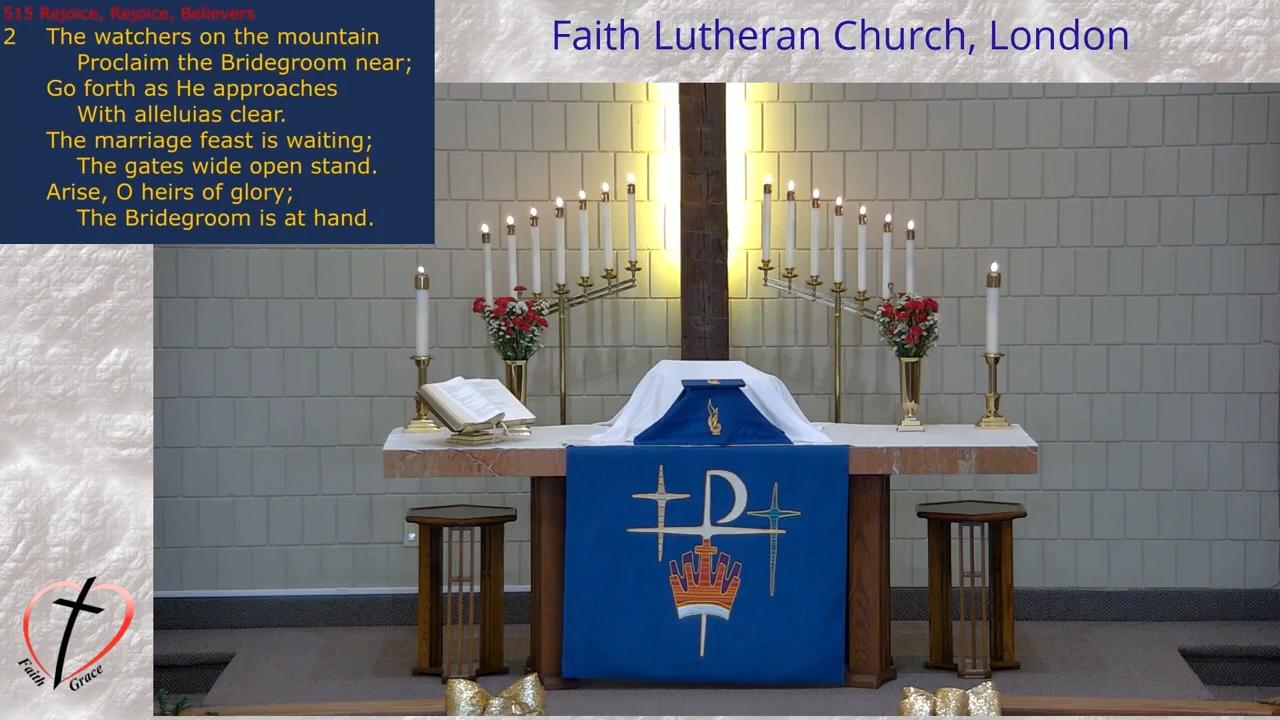 515 Rejoice, Rejoice, Believers
2 The watchers on the mountain
Proclaim the Bridegroom near;
Go forth as He approaches
With alleluias clear.
The marriage feast is waiting;
The gates wide open stand.
Arise, O heirs of glory;
The Bridegroom is at hand.
Faith Lutheran Church, London
Faith Grace